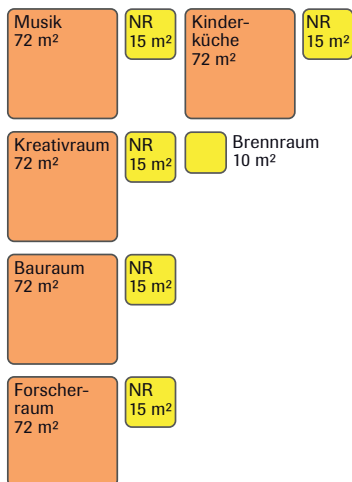 Musik
72 m²
NR
15 m²
Kinder-
küche
72 m²
NR
15 m²
Kreativraum
72 m²
NR
15 m²
Brennraum
10 m²
Bauraum
72 m²
NR
15 m²
Forscher-
raum
72 m²
NR
15 m²